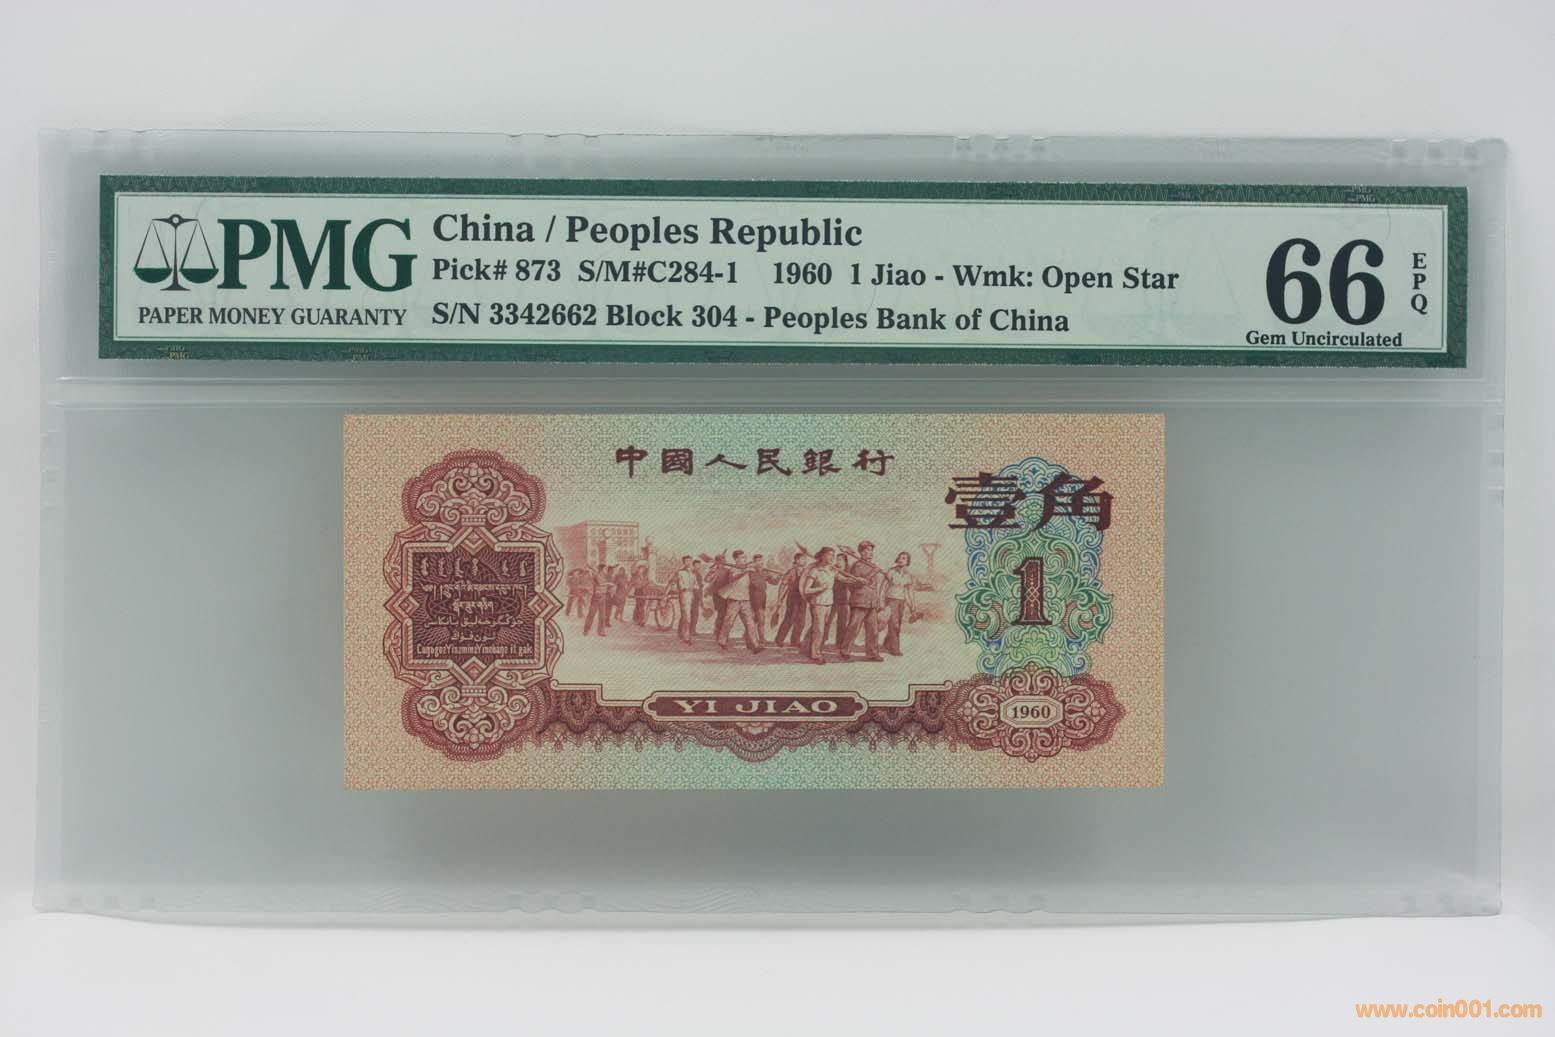 PMG
PAPER MONEY GUARANTY
China / Peoples Republic
Pick# 873 S/M#C284-1 1960 1 Jiao - Wmk: Open Star
S/N 3342662 Block 304 - Peoples Bank of China
66
EPQ
Gem Uncirculated
中國人民銀行
壹角
1
YI JIAO
1960
www.coin001.com